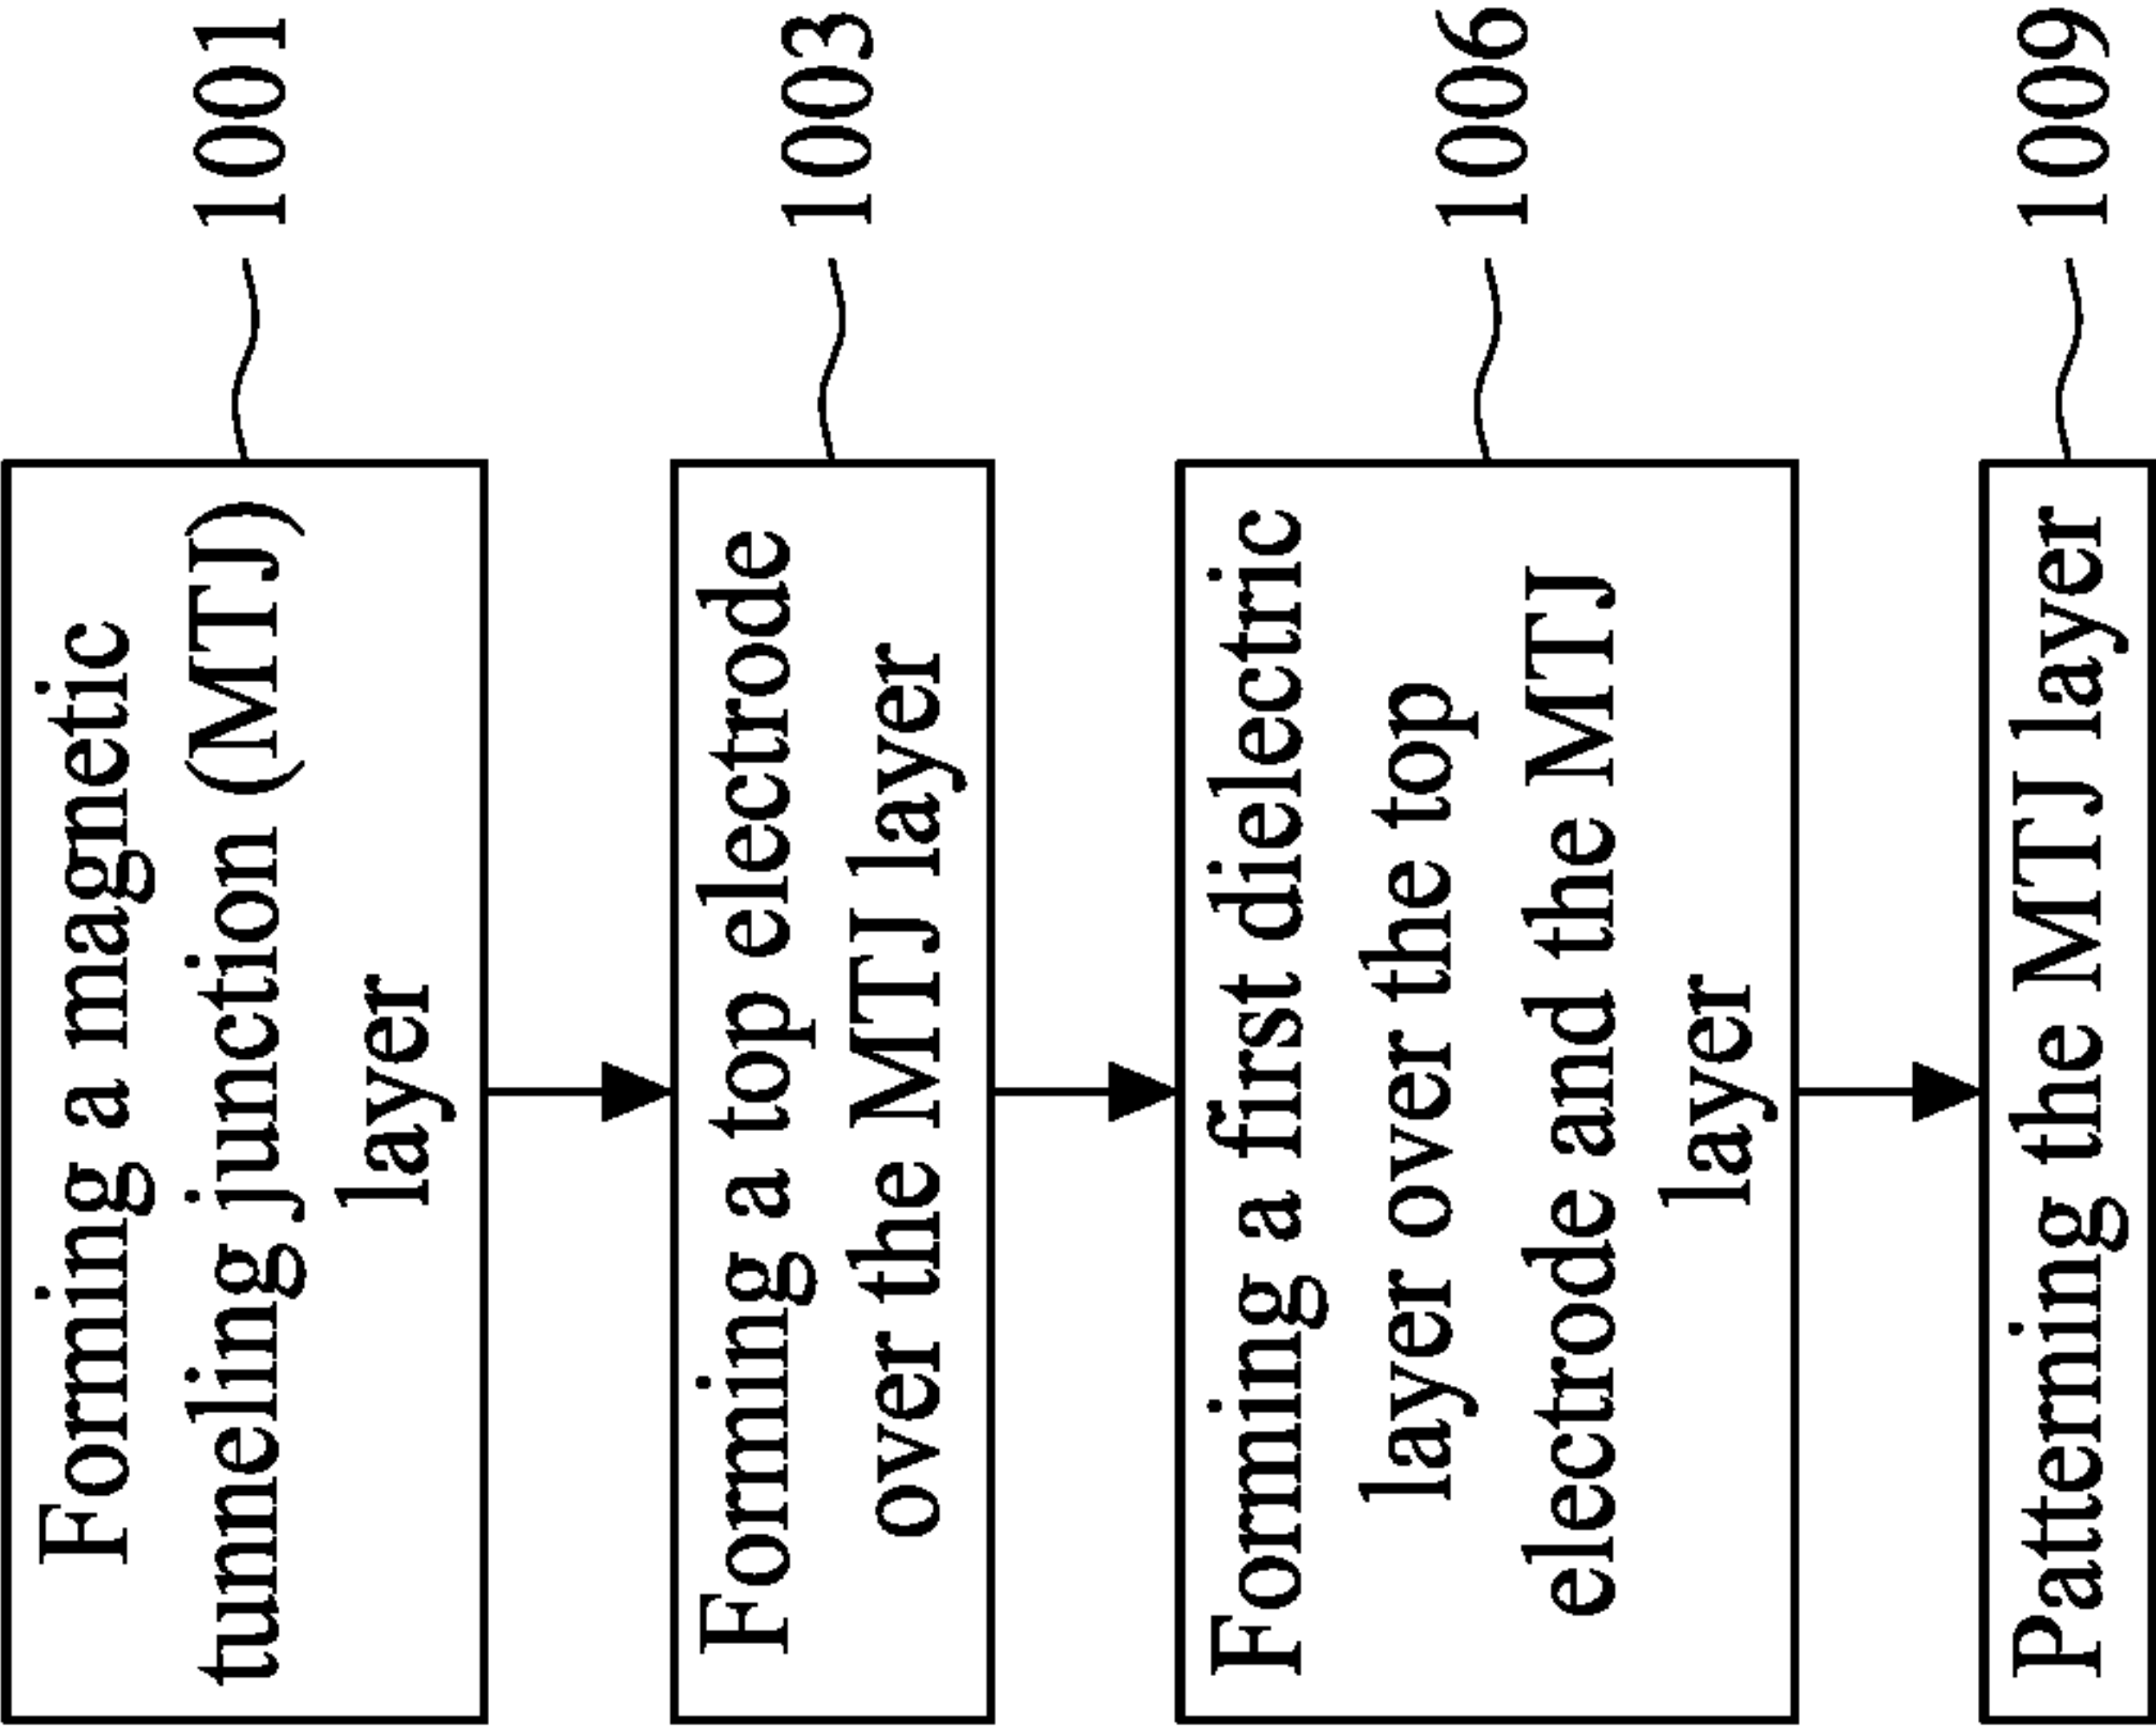 Forming a magnetic
tunneling junction (MTJ)
layer
1001
Forming a top electrode
over the MTJ layer
1003
Forming a first dielectric
layer over the top
electrode and the MTJ
layer
1006
Patterning the MTJ layer
1009